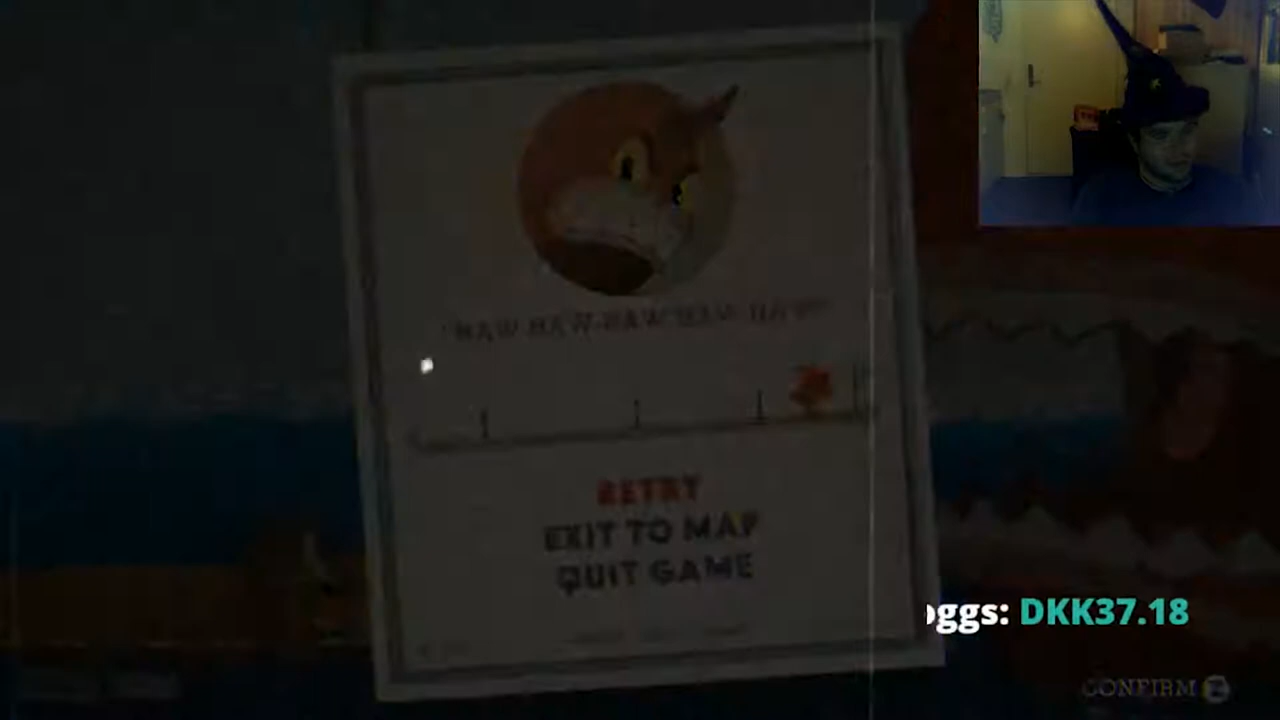 HAW-HAW-HAW HAW-HAW!"
RETRY
EXIT TO MAP
QUIT GAME
oggs: DKK37.18
CONFIRM Z